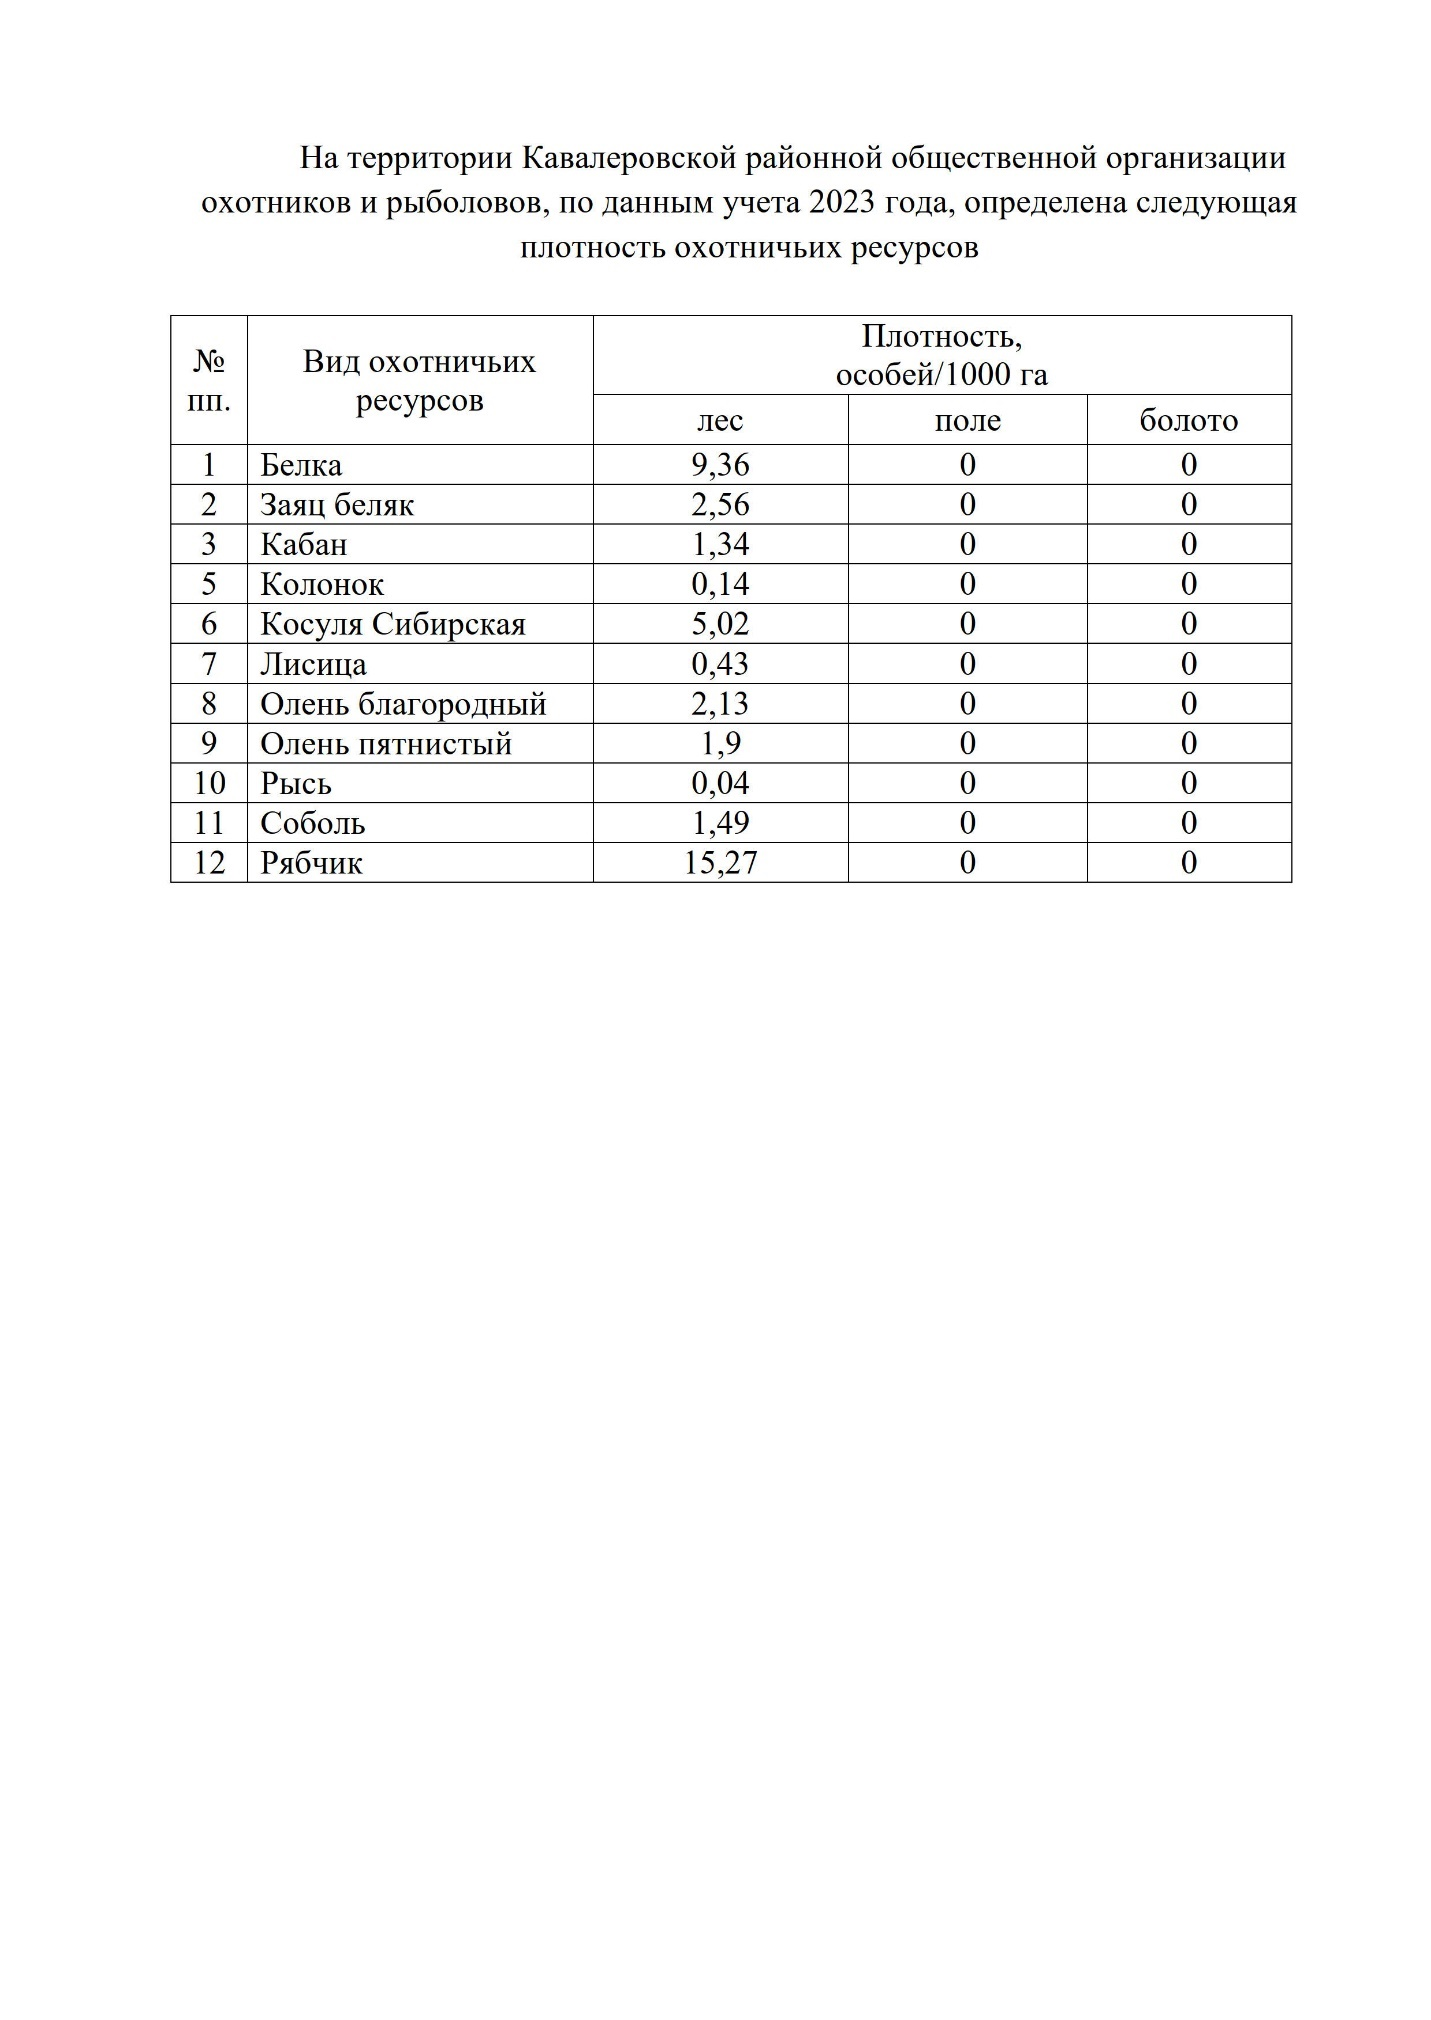 На территории Кавалеровской районной общественной организации
охотников и рыболовов, по данным учета 2023 года, определена следующая
плотность охотничьих ресурсов
№ пп. Вид охотничьих ресурсов Плотность, особей/1000 га
лес поле болото
1 Белка 9,36 0 0
2 Заяц беляк 2,56 0 0
3 Кабан 1,34 0 0
5 Колонок 0,14 0 0
6 Косуля Сибирская 5,02 0 0
7 Лисица 0,43 0 0
8 Олень благородный 2,13 0 0
9 Олень пятнистый 1,9 0 0
10 Рысь 0,04 0 0
11 Соболь 1,49 0 0
12 Рябчик 15,27 0 0